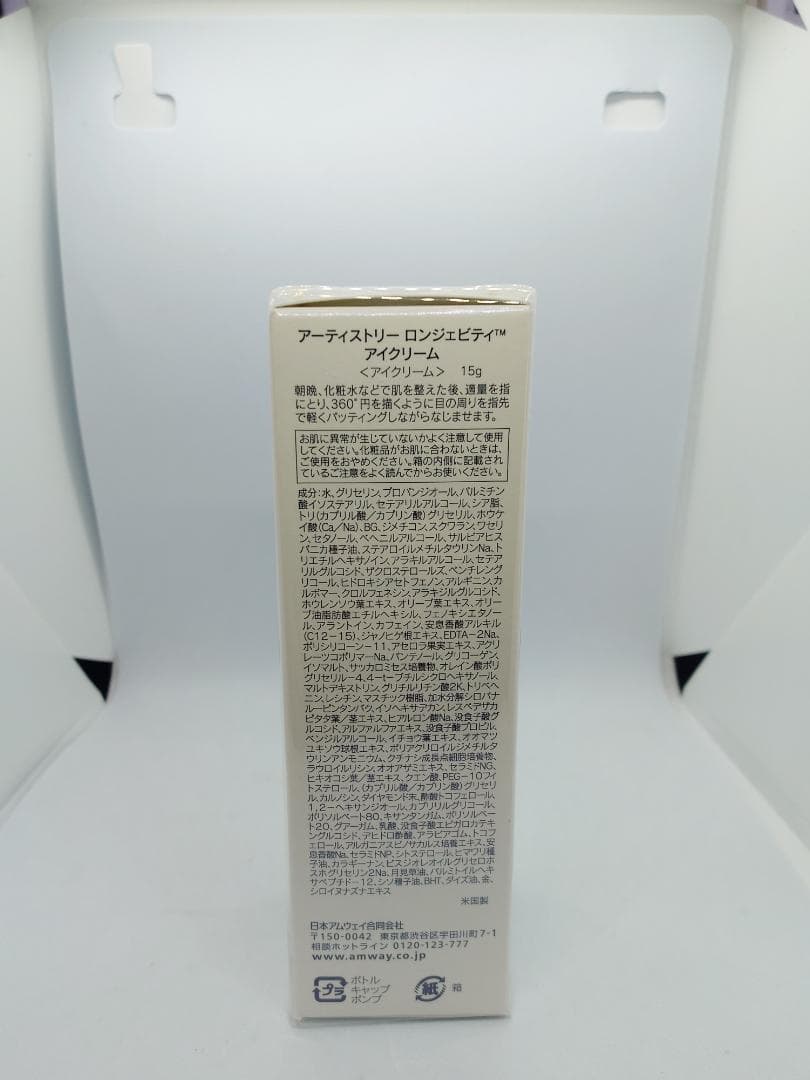 アーティストリー ロンジェビティ™
アイクリーム
＜アイクリーム＞ 15g
朝晩、化粧水などで肌を整えた後、適量を指
にとり、360°円を描くように目の周りを指先
で軽くパッティングしながらなじませます。
お肌に異常が生じていないかよく注意して使用
してください。化粧品がお肌に合わないときは、
ご使用をおやめください。箱の内側に記載され
ているご注意をよく読んでからお使いください。
成分：水、グリセリン、プロパンジオール、パルミチン
酸イソステアリル、セテアリルアルコール、シア脂、
トリ（カプリル酸／カプリン酸）グリセリル、ホウケ
イ酸（Ca／Na）、BG、ジメチコン、スクワラン、ワセリ
ン、セタノール、ベヘニルアルコール、サルビアヒス
パニカ種子油、ステアロイルメチルタウリンNa、ト
リエチルヘキサノイン、アラキルアルコール、セテア
リルグルコシド、ザクロステロールズ、ペンチレング
リコール、ヒドロキシアセトフェノン、アルギニン、カ
ルボマー、クロルフェネシン、アラキルグルコシド、
ホウレンソウ葉エキス、オリーブ葉エキス、オリー
ブ油脂肪酸エチルヘキシル、フェノキシエタノー
ル、アラントイン、カフェイン、安息香酸アルキル
（C12－15）、ジャノヒゲ根エキス、EDTA－2Na、
ポリシリコーン－11、アセロラ果実エキス、アクリ
レーツコポリマーNa、パンテノール、グリコーゲン、
イソマルト、サッカロミセス培養物、オレイン酸ポリ
グリセリル－4、4－t－ブチルシクロヘキサノール、
マルトデキストリン、グリチルリチン酸2K、トリペヘ
ニン、レシチン、マスチック樹脂、加水分解シロバナ
ルーピンタンパク、イソヘキサデカン、レスペデザカ
ピタタ葉／茎エキス、ヒアルロン酸Na、没食子酸グ
ルコシド、アルファルファエキス、没食子酸プロピル、
ベンジルアルコール、イチョウ葉エキス、オオマツ
ユキソウ球根エキス、ポリアクリロイルジメチルタ
ウリンアンモニウム、クチナシ成長点細胞培養物、
ラウロイルリシン、オオアザミエキス、セラミドNG、
ヒキオコシ葉／茎エキス、クエン酸、PEG－10フィ
トステロール、（カプリル酸／カプリン酸）グリセリ
ル、カルノシン、ダイヤモンド末、酢酸トコフェロール、
1，2－ヘキサンジオール、カプリリルグリコール、
ポリソルベート80、キサンタンガム、ポリソルベ
ート20、グアーガム、乳酸、没食子酸エピガロカテキ
ングルコシド、デヒドロ酢酸、アラビアゴム、トコフ
ェロール、アルガニアスピノサカルス培養エキス、安
息香酸Na、セラミドNP、シトステロール、ヒマワリ種
子油、カラギーナン、ビスジオレオイルグリセロホ
スホグリセリン2Na、月見草油、パルミトイルヘキ
サペプチド－12、シソ種子油、BHT、ダイズ油、金、
シロイヌナズナエキス
米国製
日本アムウェイ合同会社
〒150-0042 東京都渋谷区宇田川町7-1
相談ホットライン 0120-123-777
www.amway.co.jp
プラ ボトル
キャップ
ポンプ
紙 箱